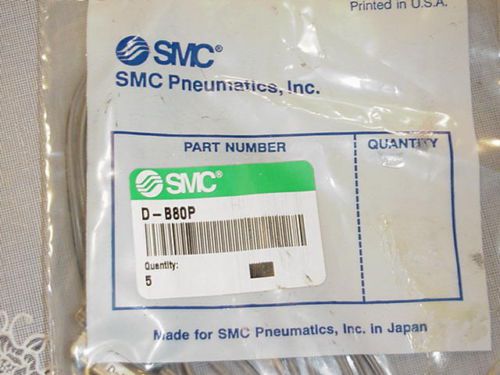 Printed in U.S.A.
SMC®
SMC Pneumatics, Inc.
PART NUMBER
QUANTITY
SMC®
D-B80P
Quantity:
5
Made for SMC Pneumatics, Inc. in Japan